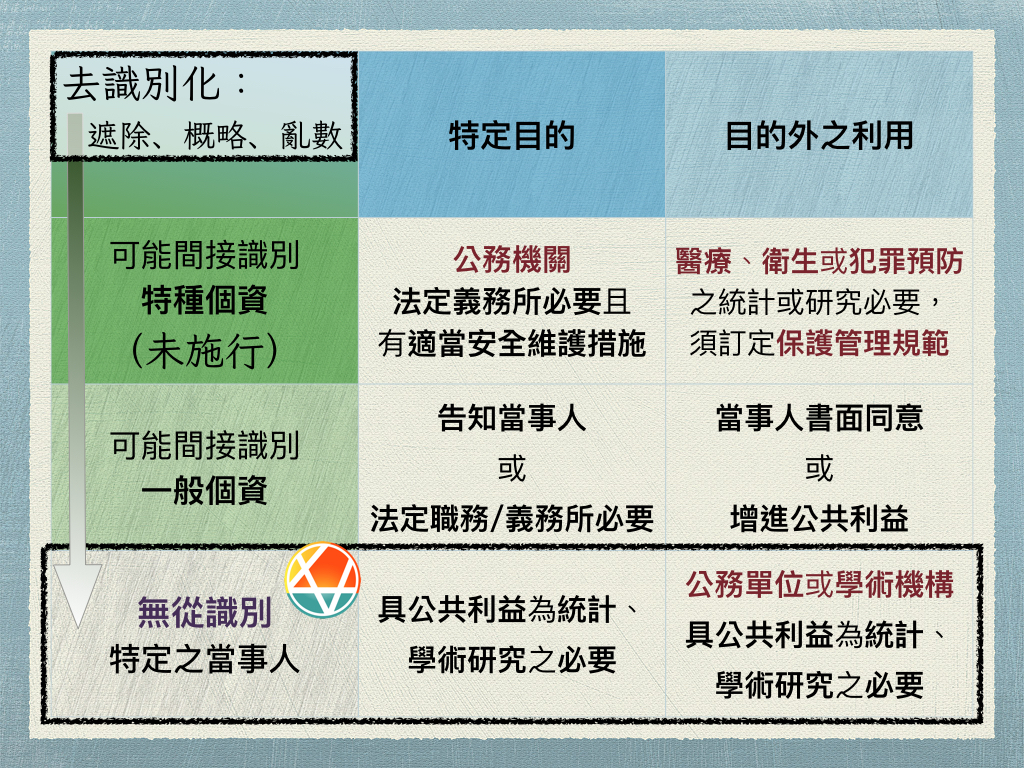 去識別化：
遮除、概略、亂數
特定目的
目的外之利用
可能間接識別
特種個資
（未施行）
公務機關
法定義務所必要且
有適當安全維護措施
醫療、衛生或犯罪預防
之統計或研究必要，
須訂定保護管理規範
可能間接識別
一般個資
告知當事人
或
法定職務/義務所必要
當事人書面同意
或
增進公共利益
無從識別
特定之當事人
具公共利益為統計、
學術研究之必要
公務單位或學術機構
具公共利益為統計、
學術研究之必要